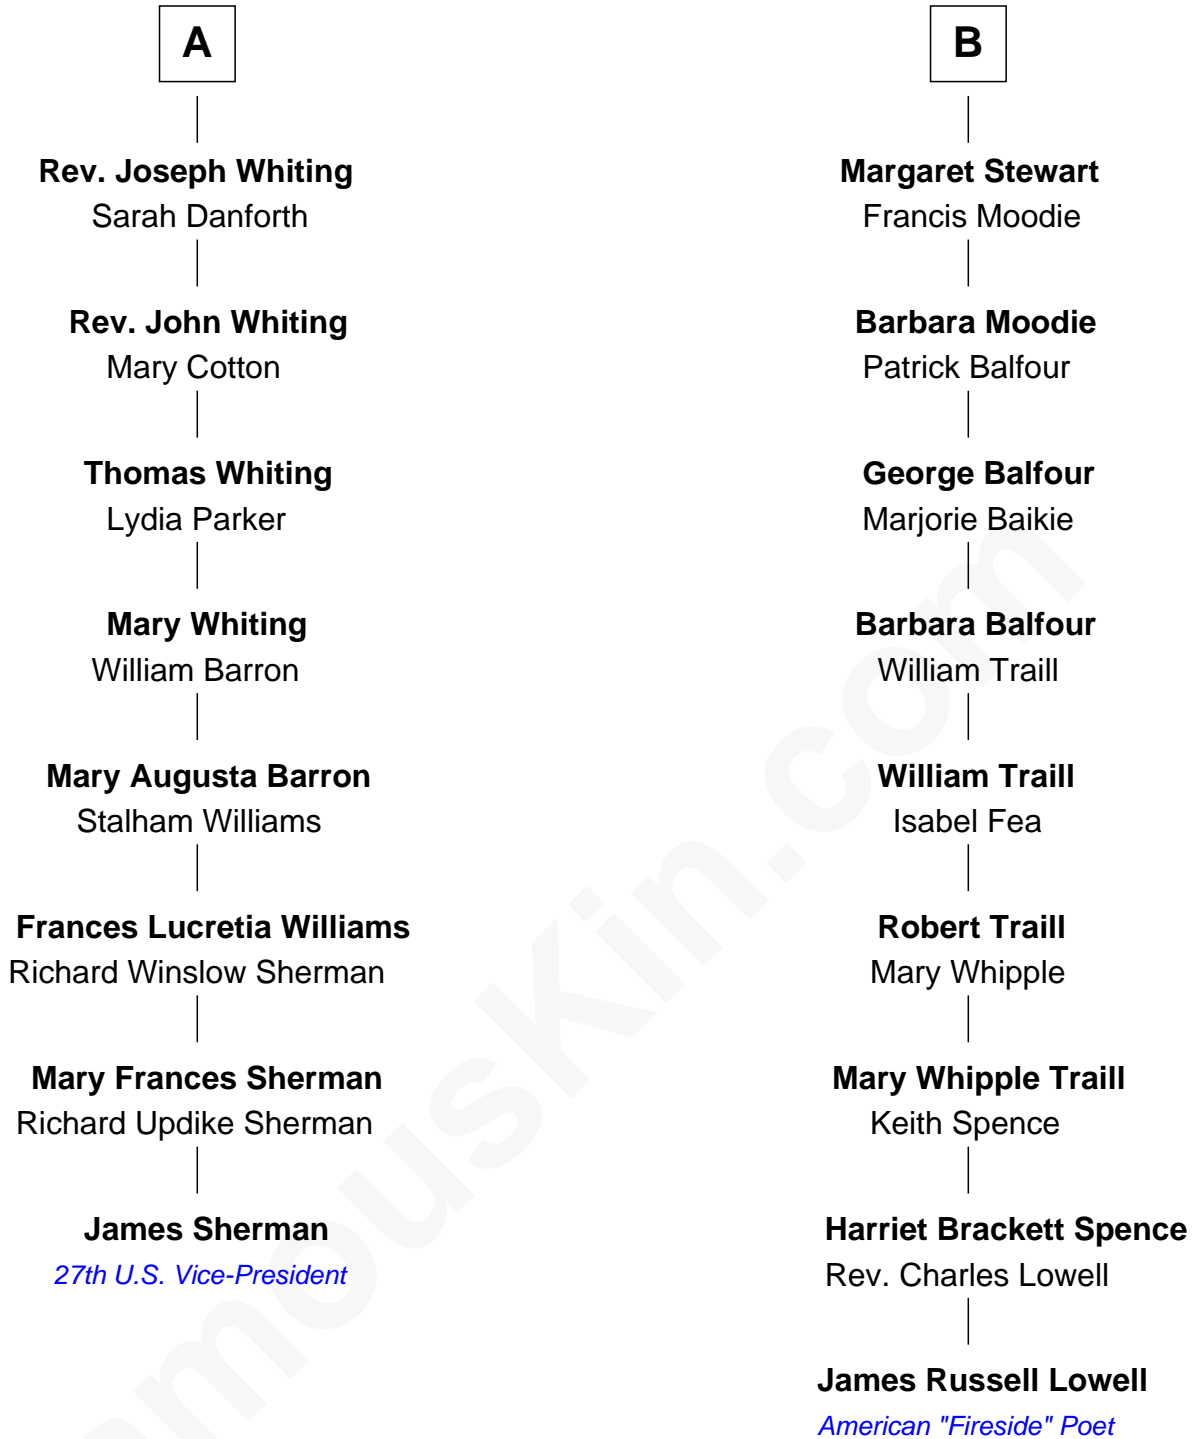 A
Rev. Joseph Whiting
Sarah Danforth
Rev. John Whiting
Mary Cotton
Thomas Whiting
Lydia Parker
Mary Whiting
William Barron
Mary Augusta Barron
Stalham Williams
Frances Lucretia Williams
Richard Winslow Sherman
Mary Frances Sherman
Richard Updike Sherman
James Sherman
27th U.S. Vice-President
B
Margaret Stewart
Francis Moodie
Barbara Moodie
Patrick Balfour
George Balfour
Marjorie Baikie
Barbara Balfour
William Traill
William Traill
Isabel Fea
Robert Traill
Mary Whipple
Mary Whipple Traill
Keith Spence
Harriet Brackett Spence
Rev. Charles Lowell
James Russell Lowell
American "Fireside" Poet
amouskin.com